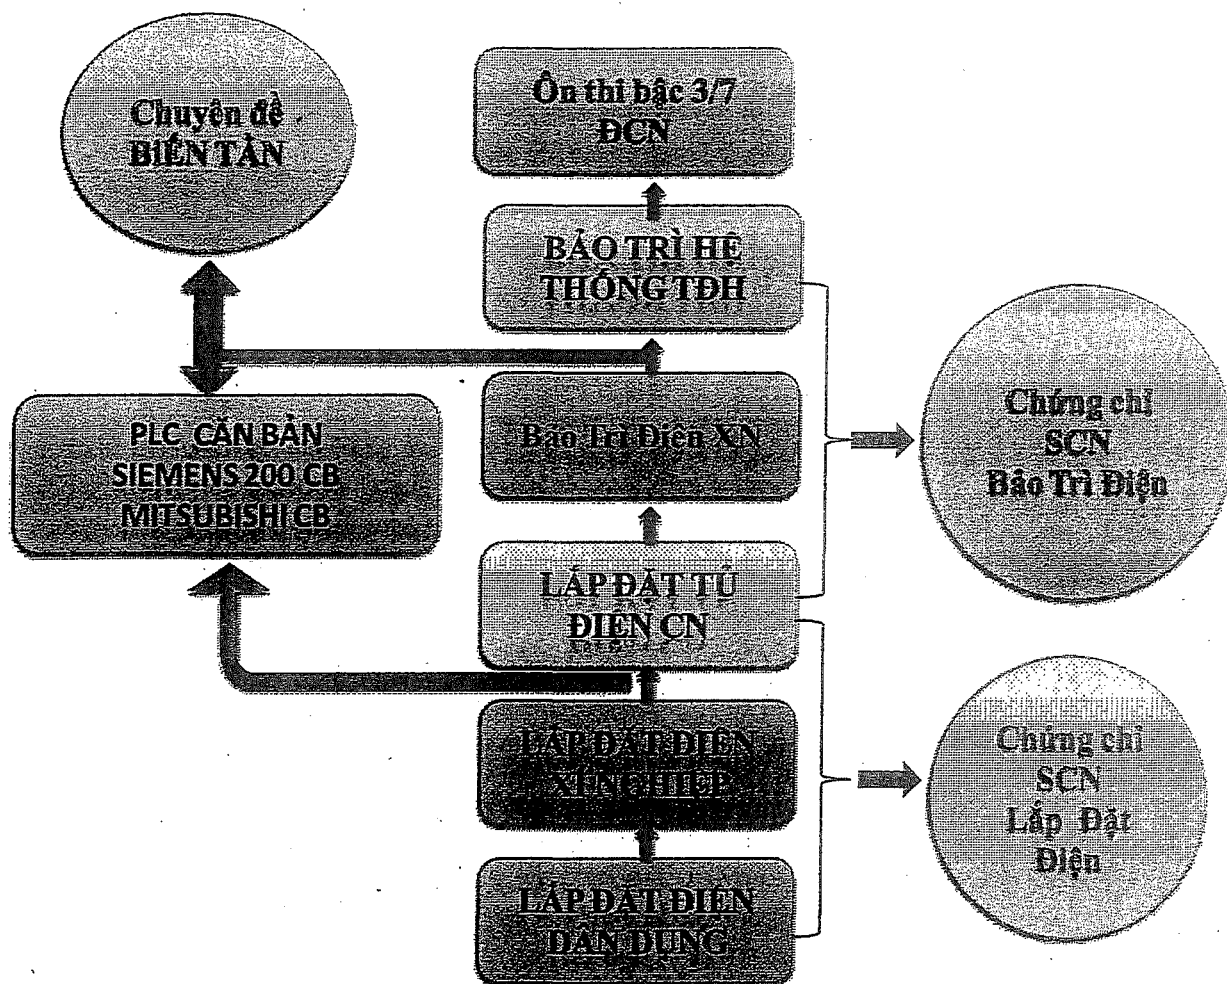 Chuyên đề
BIẾN TẦN
Ôn thi bậc 3/7
ĐCN
BẢO TRÌ HỆ
THỐNG TĐH
PLC CĂN BẢN
SIEMENS 200 CB
MITSUBISHI CB
Bảo Trì Điện XN
Chứng chỉ
SCN
Bảo Trì Điện
LẮP ĐẶT TỦ
ĐIỆN CN
LẮP ĐẶT ĐIỆN
XÍ NGHIỆP
Chứng chỉ
SCN
Lắp Đặt
Điện
LẮP ĐẶT ĐIỆN
DÂN DỤNG